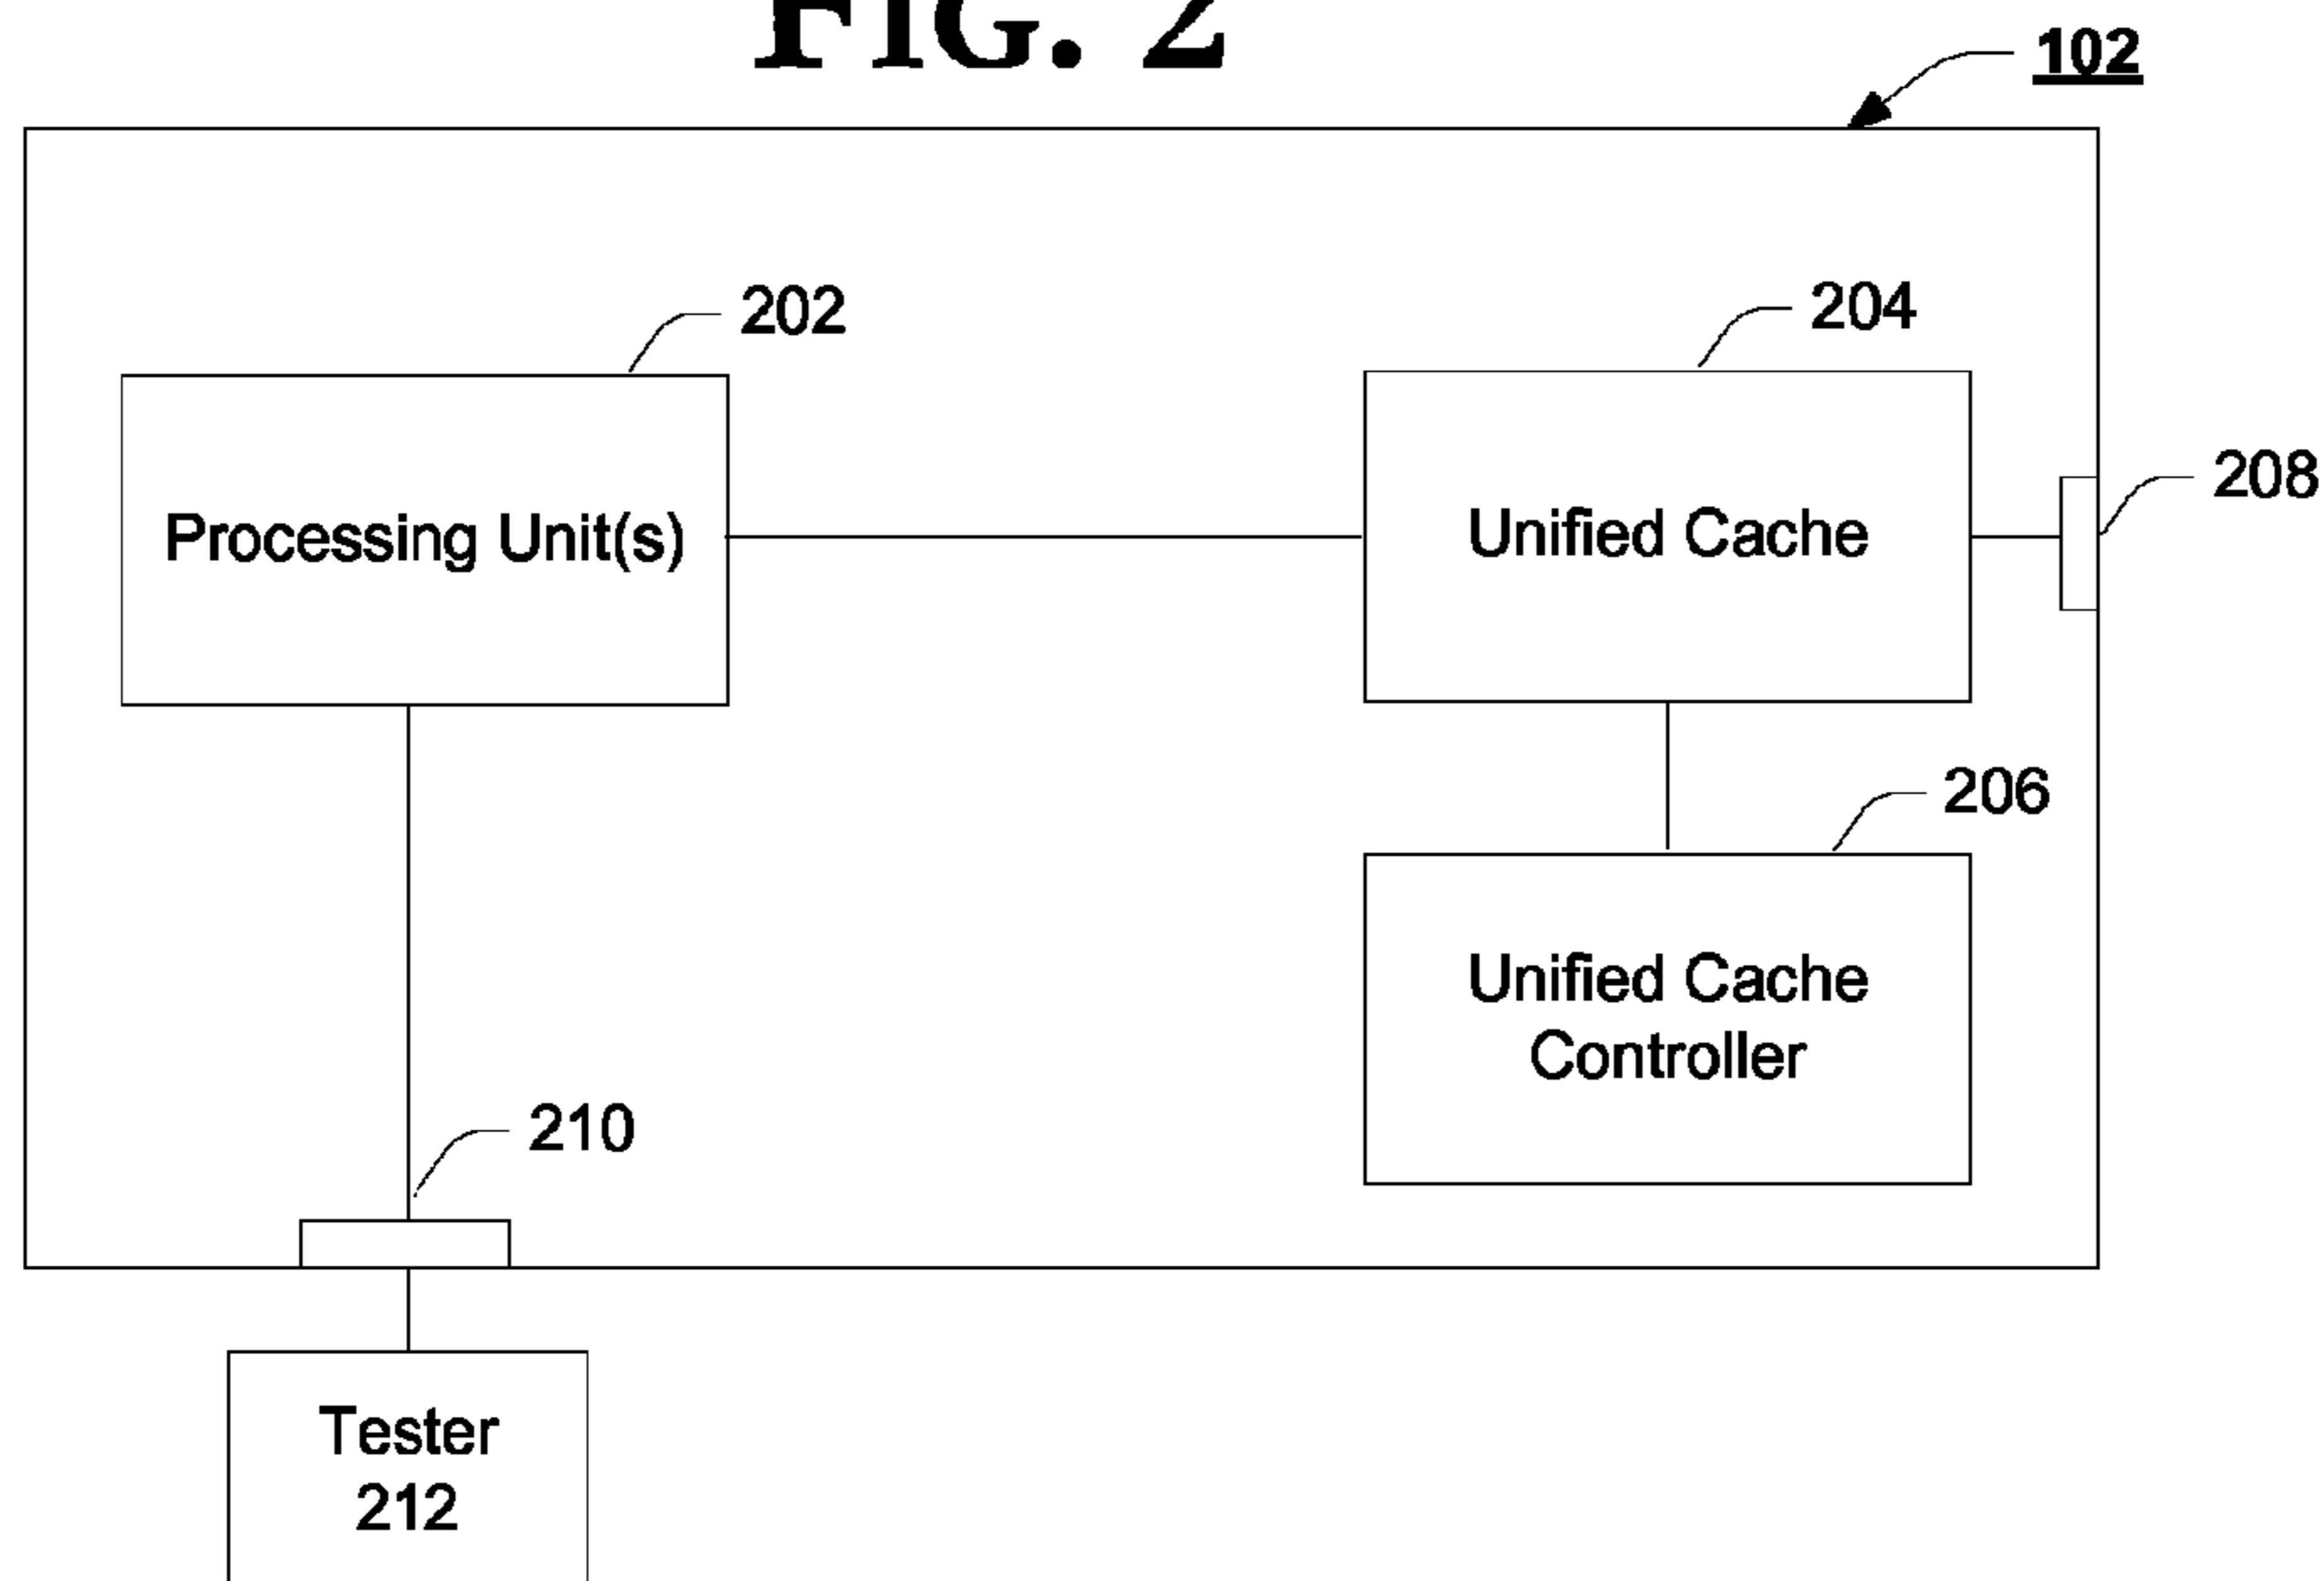 FIG. 2
102
202
204
Processing Unit(s)
Unified Cache
208
206
Unified Cache
Controller
210
Tester
212